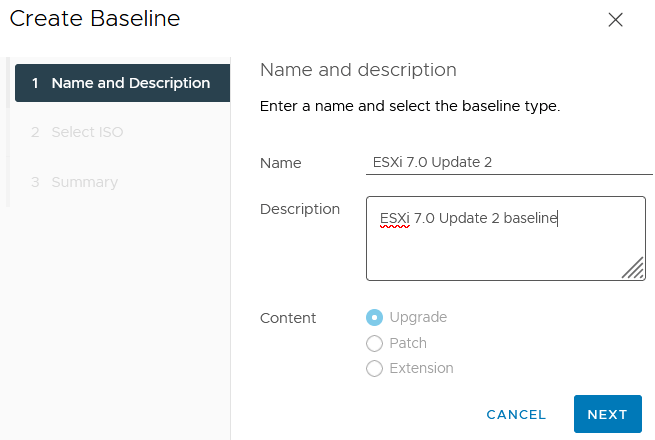 Create Baseline
1 Name and Description
2 Select ISO
3 Summary
Name and description
Enter a name and select the baseline type.
Name ESXi 7.0 Update 2
Description ESXi 7.0 Update 2 baseline
Content Upgrade
Patch
Extension
CANCEL NEXT